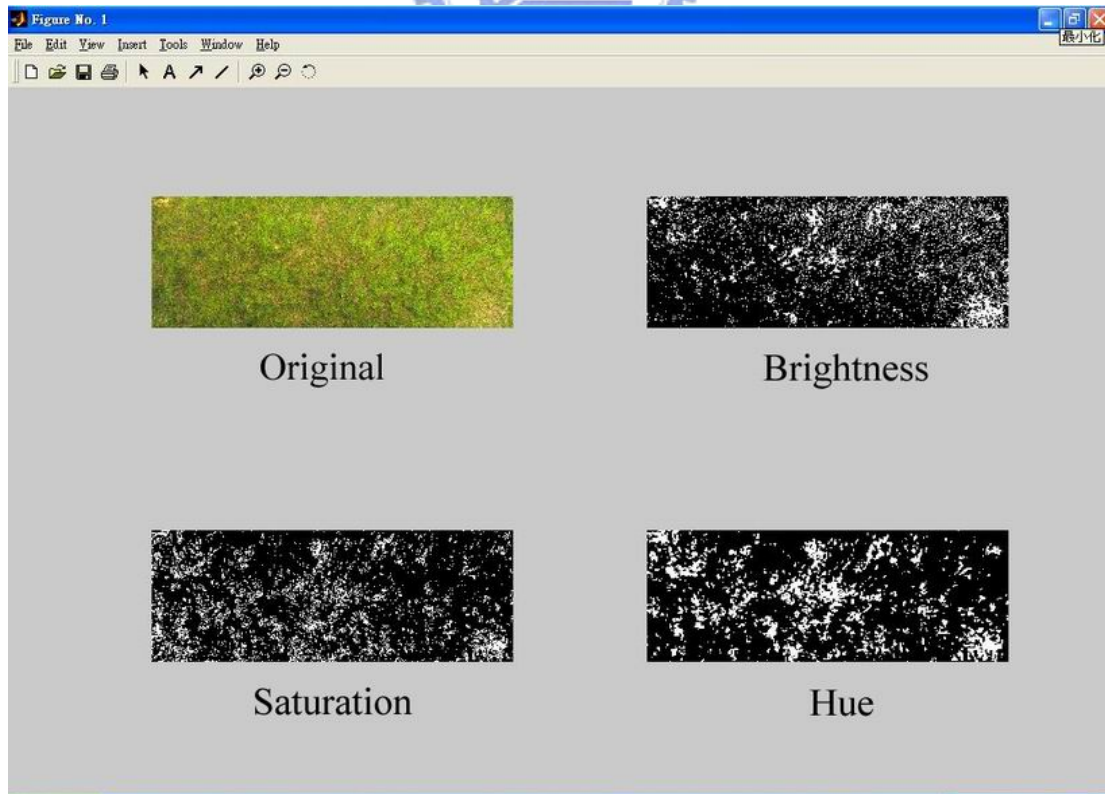 Figure No. 1
File Edit View Insert Tools Window Help
最小化
A
Original
Brightness
Saturation
Hue